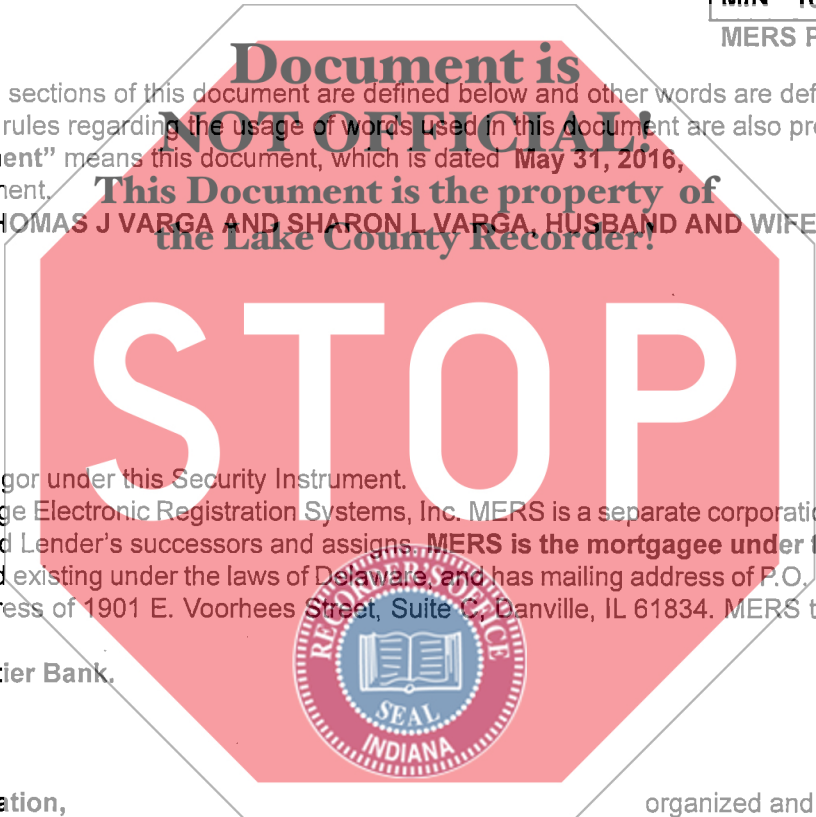 MERS P
Document is
sections of this document are defined below and other words are def
rules regarding the usage of words used in this document are also pr
NOT OFFICIAL!
ent" means this document, which is dated May 31, 2016,
ment.
This Document is the property of
HOMAS J VARGA AND SHARON L VARGA, HUSBAND AND WIFE
the Lake County Recorder!
STOP
gor under this Security Instrument.
ge Electronic Registration Systems, Inc. MERS is a separate corporatio
d Lender's successors and assigns. MERS is the mortgagee under t
d existing under the laws of Delaware, and has mailing address of P.O.
ress of 1901 E. Voorhees Street, Suite C, Danville, IL 61834. MERS t
RECORDER'S OFFICE
tier Bank.
SEAL
INDIANA
ation,
organized and